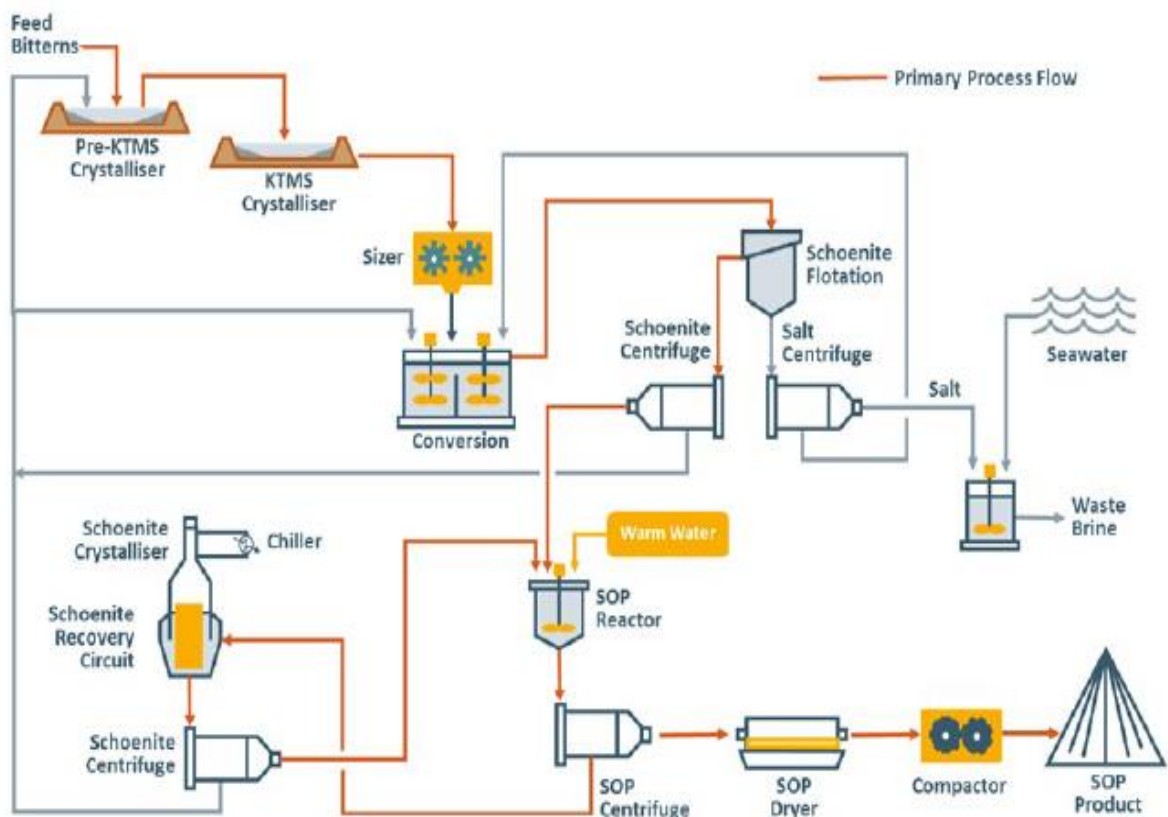 Feed
Bitterns
Primary Process Flow
Pre-KTMS
Crystalliser
KTMS
Crystalliser
Sizer
Schoenite
Flotation
Schoenite
Centrifuge
Salt
Centrifuge
Seawater
Salt
Conversion
Waste
Brine
Schoenite
Crystalliser
Chiller
Warm Water
SOP
Reactor
Schoenite
Recovery
Circuit
Schoenite
Centrifuge
SOP
Centrifuge
SOP
Dryer
Compactor
SOP
Product